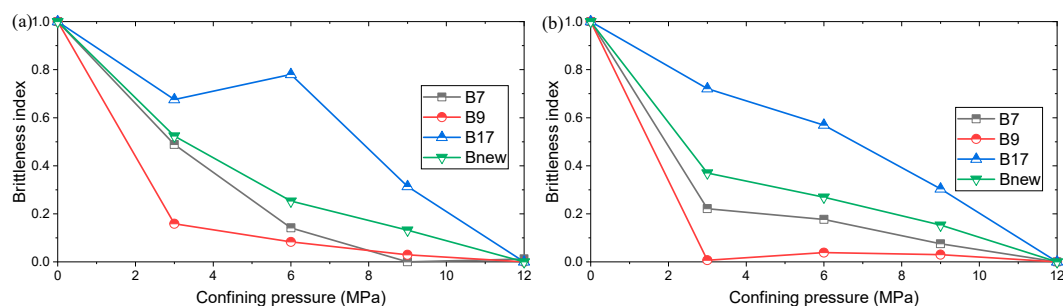 (a)
Brittleness index
1.0
0.8
0.6
0.4
0.2
0.0
0 2 4 6 8 10 12
Confining pressure (MPa)
B7
B9
B17
Bnew
(b)
Brittleness index
1.0
0.8
0.6
0.4
0.2
0.0
0 2 4 6 8 10 12
Confining pressure (MPa)
B7
B9
B17
Bnew